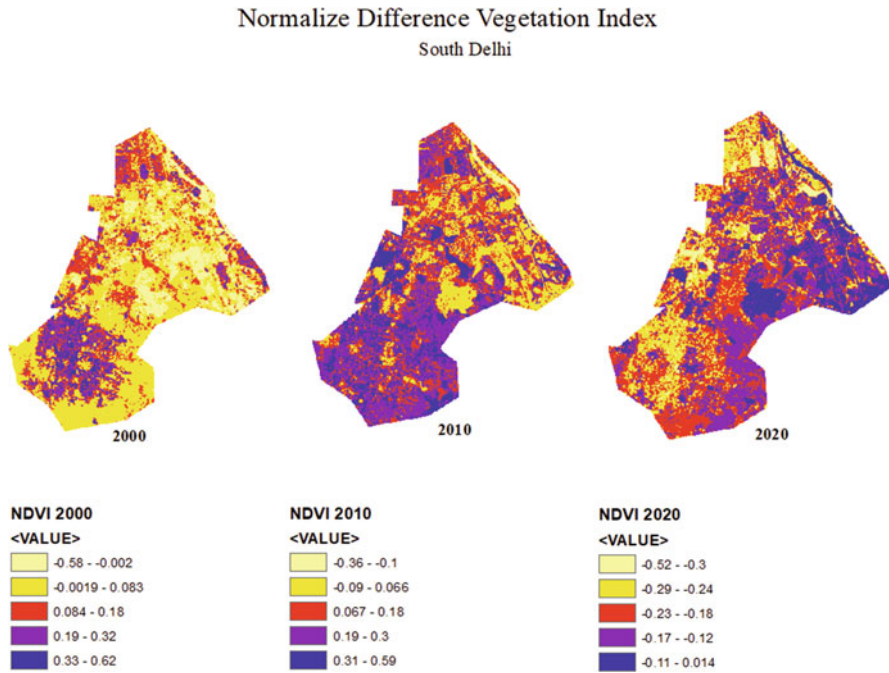 Normalize Difference Vegetation Index
South Delhi
2000
2010
2020
NDVI 2000
<VALUE>
-0.58 - -0.002
-0.0019 - 0.083
0.084 - 0.18
0.19 - 0.32
0.33 - 0.62
NDVI 2010
<VALUE>
-0.36 - -0.1
-0.09 - 0.066
0.067 - 0.18
0.19 - 0.3
0.31 - 0.59
NDVI 2020
<VALUE>
-0.52 - -0.3
-0.29 - -0.24
-0.23 - -0.18
-0.17 - -0.12
-0.11 - 0.014